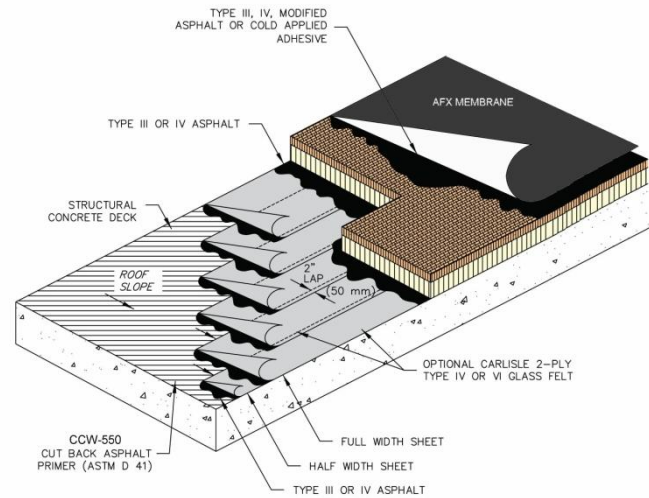 TYPE III, IV, MODIFIED
ASPHALT OR COLD APPLIED
ADHESIVE
AFX MEMBRANE
TYPE III OR IV ASPHALT
STRUCTURAL
CONCRETE DECK
ROOF
SLOPE
2"
LAP
(50 mm)
OPTIONAL CARLISLE 2-PLY
TYPE IV OR VI GLASS FELT
CCW-550
CUT BACK ASPHALT
PRIMER (ASTM D 41)
FULL WIDTH SHEET
HALF WIDTH SHEET
TYPE III OR IV ASPHALT